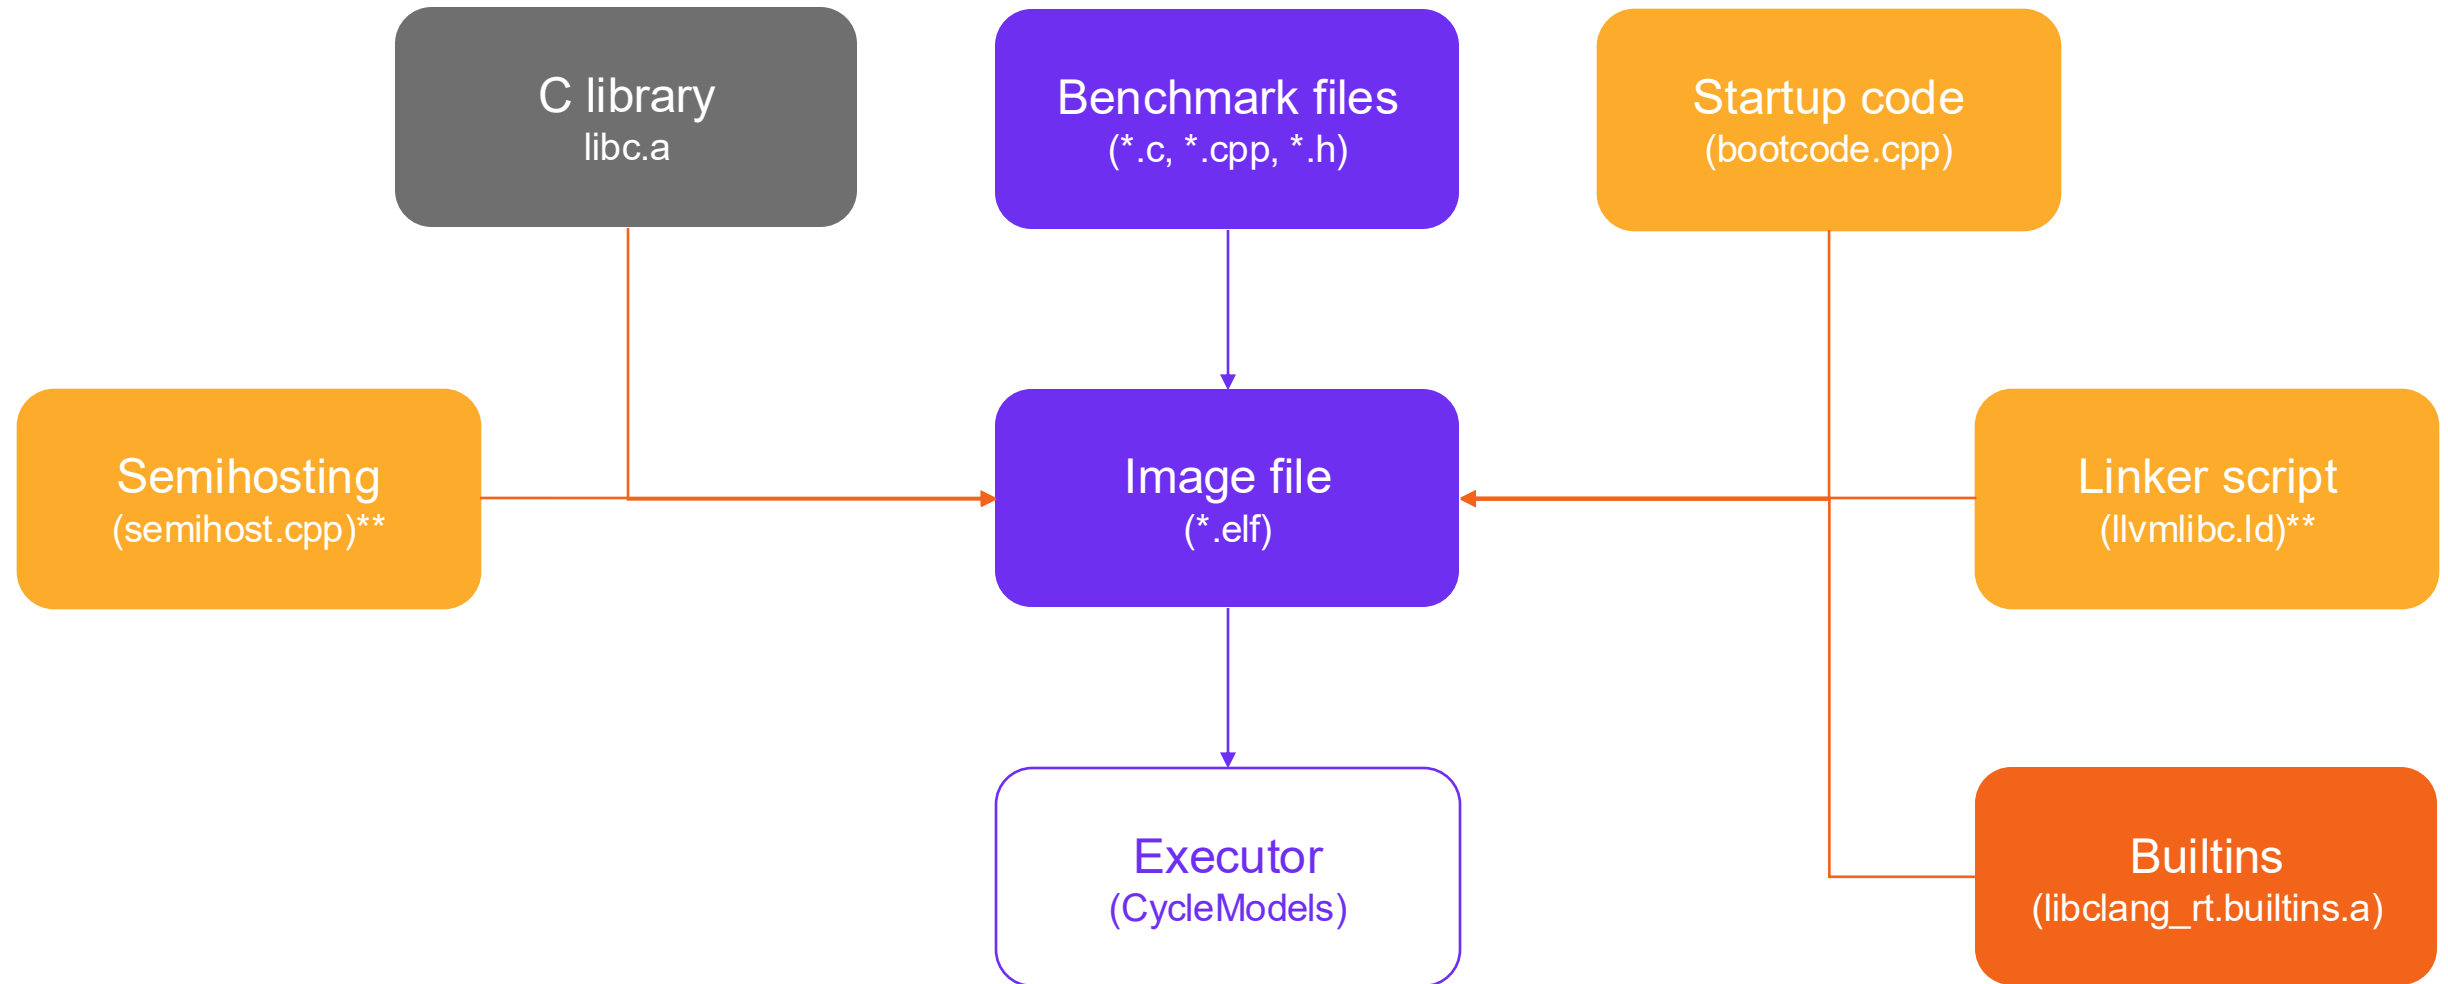 C library
libc.a
Benchmark files
(*.c, *.cpp, *.h)
Startup code
(bootcode.cpp)
Semihosting
(semihost.cpp)**
Image file
(*.elf)
Linker script
(llvmlibc.ld)**
Executor
(CycleModels)
Builtins
(libclang_rt.builtins.a)